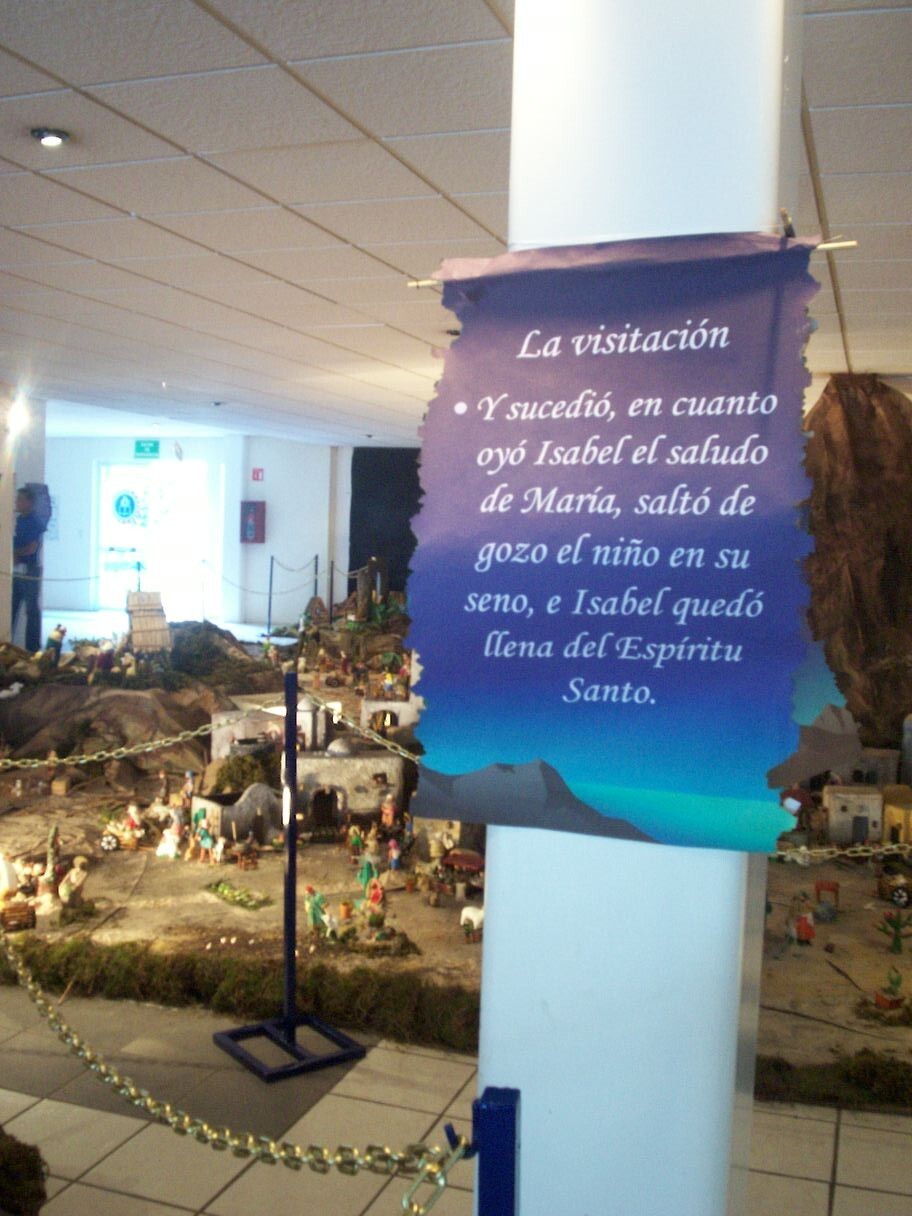 La visitación
• Y sucedió, en cuanto
oyó Isabel el saludo
de María, saltó de
gozo el niño en su
seno, e Isabel quedó
llena del Espíritu
Santo.